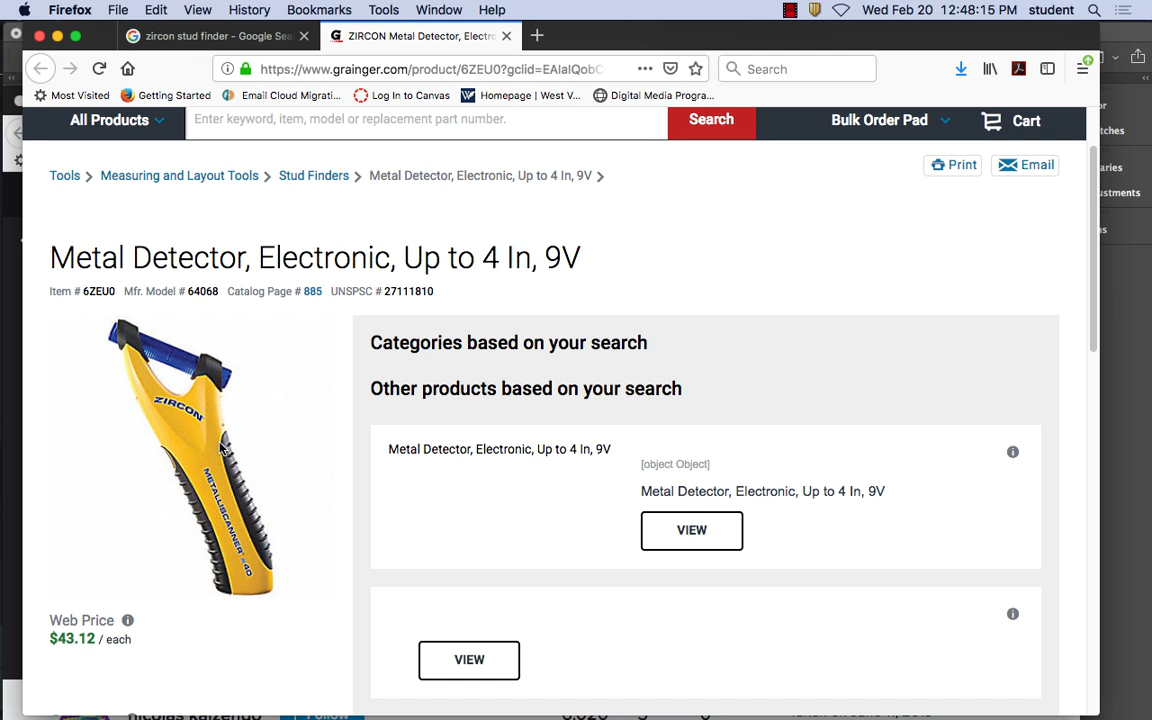 Firefox File Edit View History Bookmarks Tools Window Help Wed Feb 20 12:48:15 PM student
zircon stud finder - Google Sea ZIRCON Metal Detector, Electro
https://www.grainger.com/product/6ZEU0?gclid=EAIaIQobC Search
Most Visited Getting Started Email Cloud Migrati... Log In to Canvas Homepage | West V... Digital Media Progra...
All Products Enter keyword, item, model or replacement part number. Search Bulk Order Pad Cart
Tools Measuring and Layout Tools Stud Finders Metal Detector, Electronic, Up to 4 In, 9V
Print Email
Metal Detector, Electronic, Up to 4 In, 9V
Item # 6ZEU0 Mfr. Model # 64068 Catalog Page # 885 UNSPSC # 27111810
ZIRCON
METALLISCANNER
Web Price
$43.12 / each
Categories based on your search
Other products based on your search
Metal Detector, Electronic, Up to 4 In, 9V
[object Object]
Metal Detector, Electronic, Up to 4 In, 9V
VIEW
VIEW
tches
aries
ustments